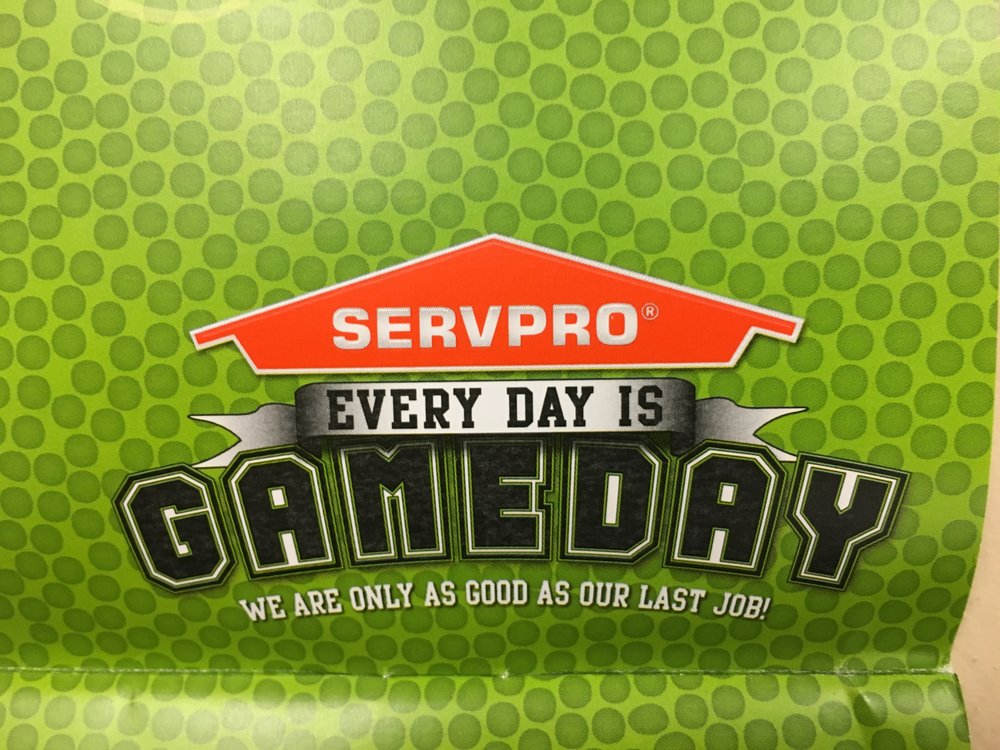 SERVPRO®
EVERY DAY IS
GAMEDAY
WE ARE ONLY AS GOOD AS OUR LAST JOB!